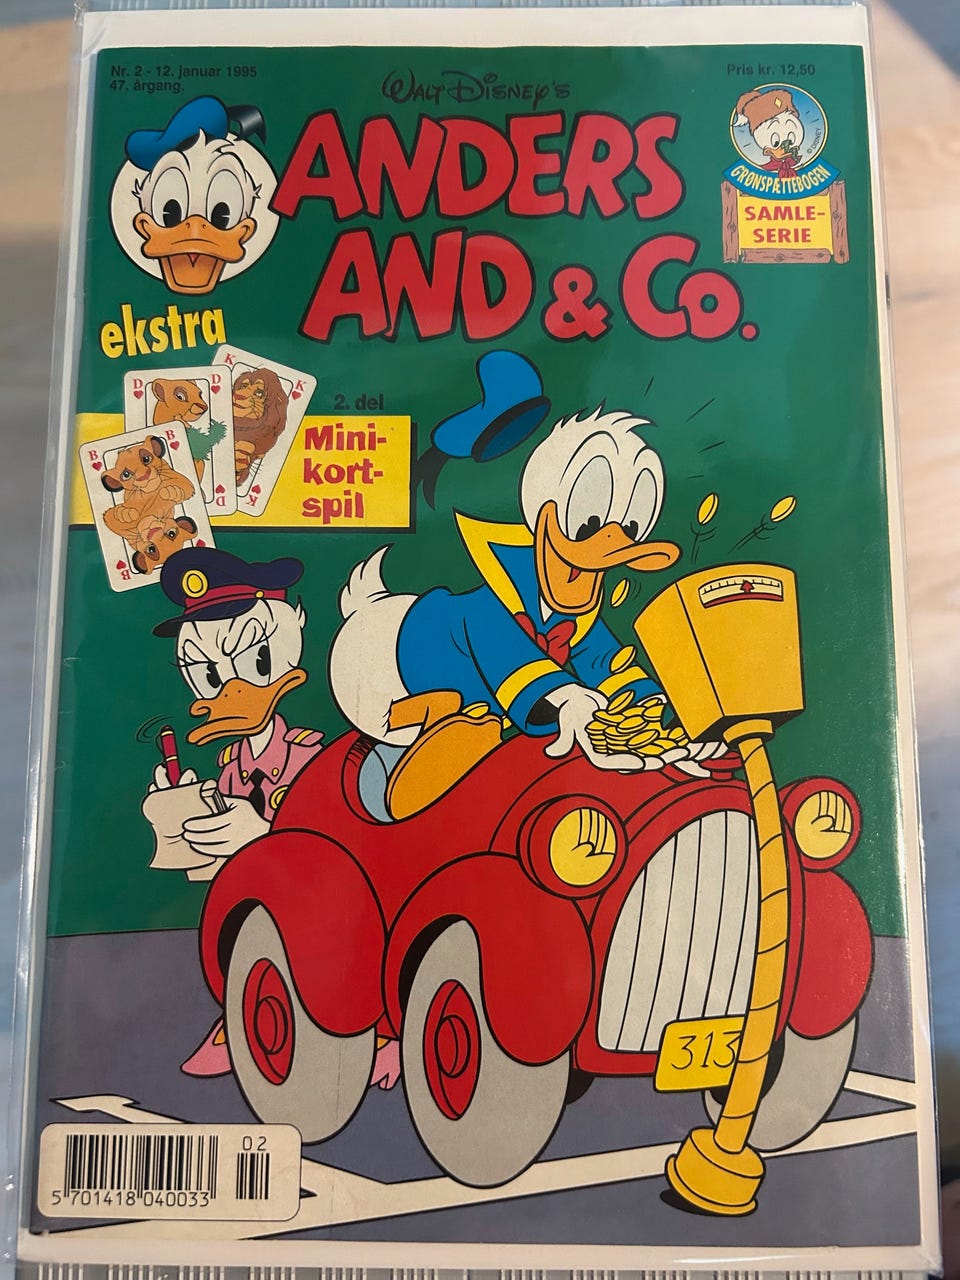 Nr. 2 - 12. januar 1995
47. årgang.
Pris kr. 12,50
WALT DISNEY'S
ANDERS
AND & Co.
© DISNEY
GRØNSPÆTTEBOGEN
SAMLE-
SERIE
ekstra
D D K K
B B
D K
B
2. del
Mini-
kort-
spil
313
02
5 701418 040033